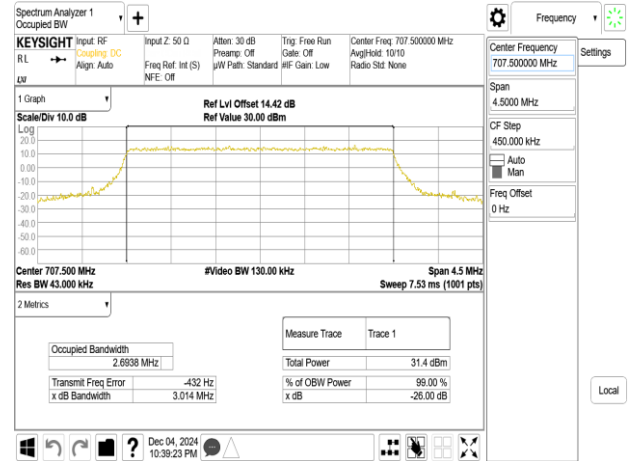 Spectrum Analyzer 1
Occupied BW
Frequency
KEYSIGHT
RL
LXI
Input: RF
Coupling: DC
Align: Auto
Input Z: 50 Ω
Freq Ref: Int (S)
NFE: Off
Atten: 30 dB
Preamp: Off
µW Path: Standard
Trig: Free Run
Gate: Off
#IF Gain: Low
Center Freq: 707.500000 MHz
Avg|Hold: 10/10
Radio Std: None
Center Frequency
707.500000 MHz
Settings
Span
4.5000 MHz
CF Step
450.000 kHz
Auto
Man
Freq Offset
0 Hz
Local
1 Graph
Scale/Div 10.0 dB
Ref Lvl Offset 14.42 dB
Ref Value 30.00 dBm
Log
20.0
10.0
0.00
-10.0
-20.0
-30.0
-40.0
-50.0
-60.0
Center 707.500 MHz
#Video BW 130.00 kHz
Span 4.5 MHz
Res BW 43.000 kHz
Sweep 7.53 ms (1001 pts)
2 Metrics
Measure Trace
Trace 1
Occupied Bandwidth
2.6938 MHz
Total Power
31.4 dBm
Transmit Freq Error
-432 Hz
% of OBW Power
99.00 %
x dB Bandwidth
3.014 MHz
x dB
-26.00 dB
?
Dec 04, 2024
10:39:23 PM